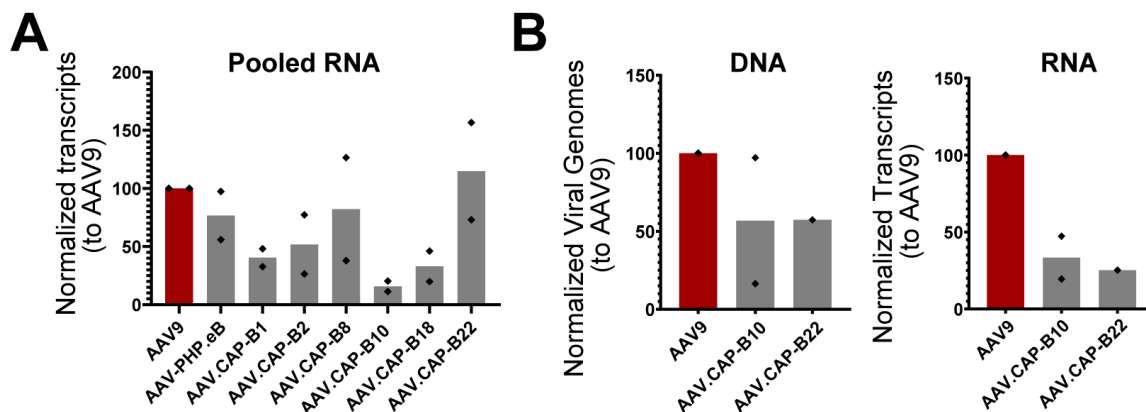 A
Pooled RNA
Normalized transcripts
(to AAV9)
200
150
100
50
0
AAV9
AAV-PHP.eB
AAV.CAP-B1
AAV.CAP-B2
AAV.CAP-B8
AAV.CAP-B10
AAV.CAP-B18
AAV.CAP-B22
B
DNA
Normalized Viral Genomes
(to AAV9)
150
100
50
0
AAV9
AAV.CAP-B10
AAV.CAP-B22
RNA
Normalized Transcripts
(to AAV9)
150
100
50
0
AAV9
AAV.CAP-B10
AAV.CAP-B22